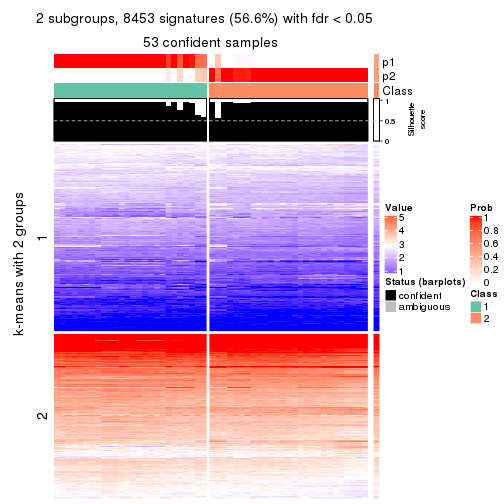 2 subgroups, 8453 signatures (56.6%) with fdr < 0.05
53 confident samples
p1
p2
Class
1
0.5
0
Silhouette
score
k-means with 2 groups
1
2
Value
5
4
3
2
1
Status (barplots)
confident
ambiguous
Prob
1
0.8
0.6
0.4
0.2
0
Class
1
2